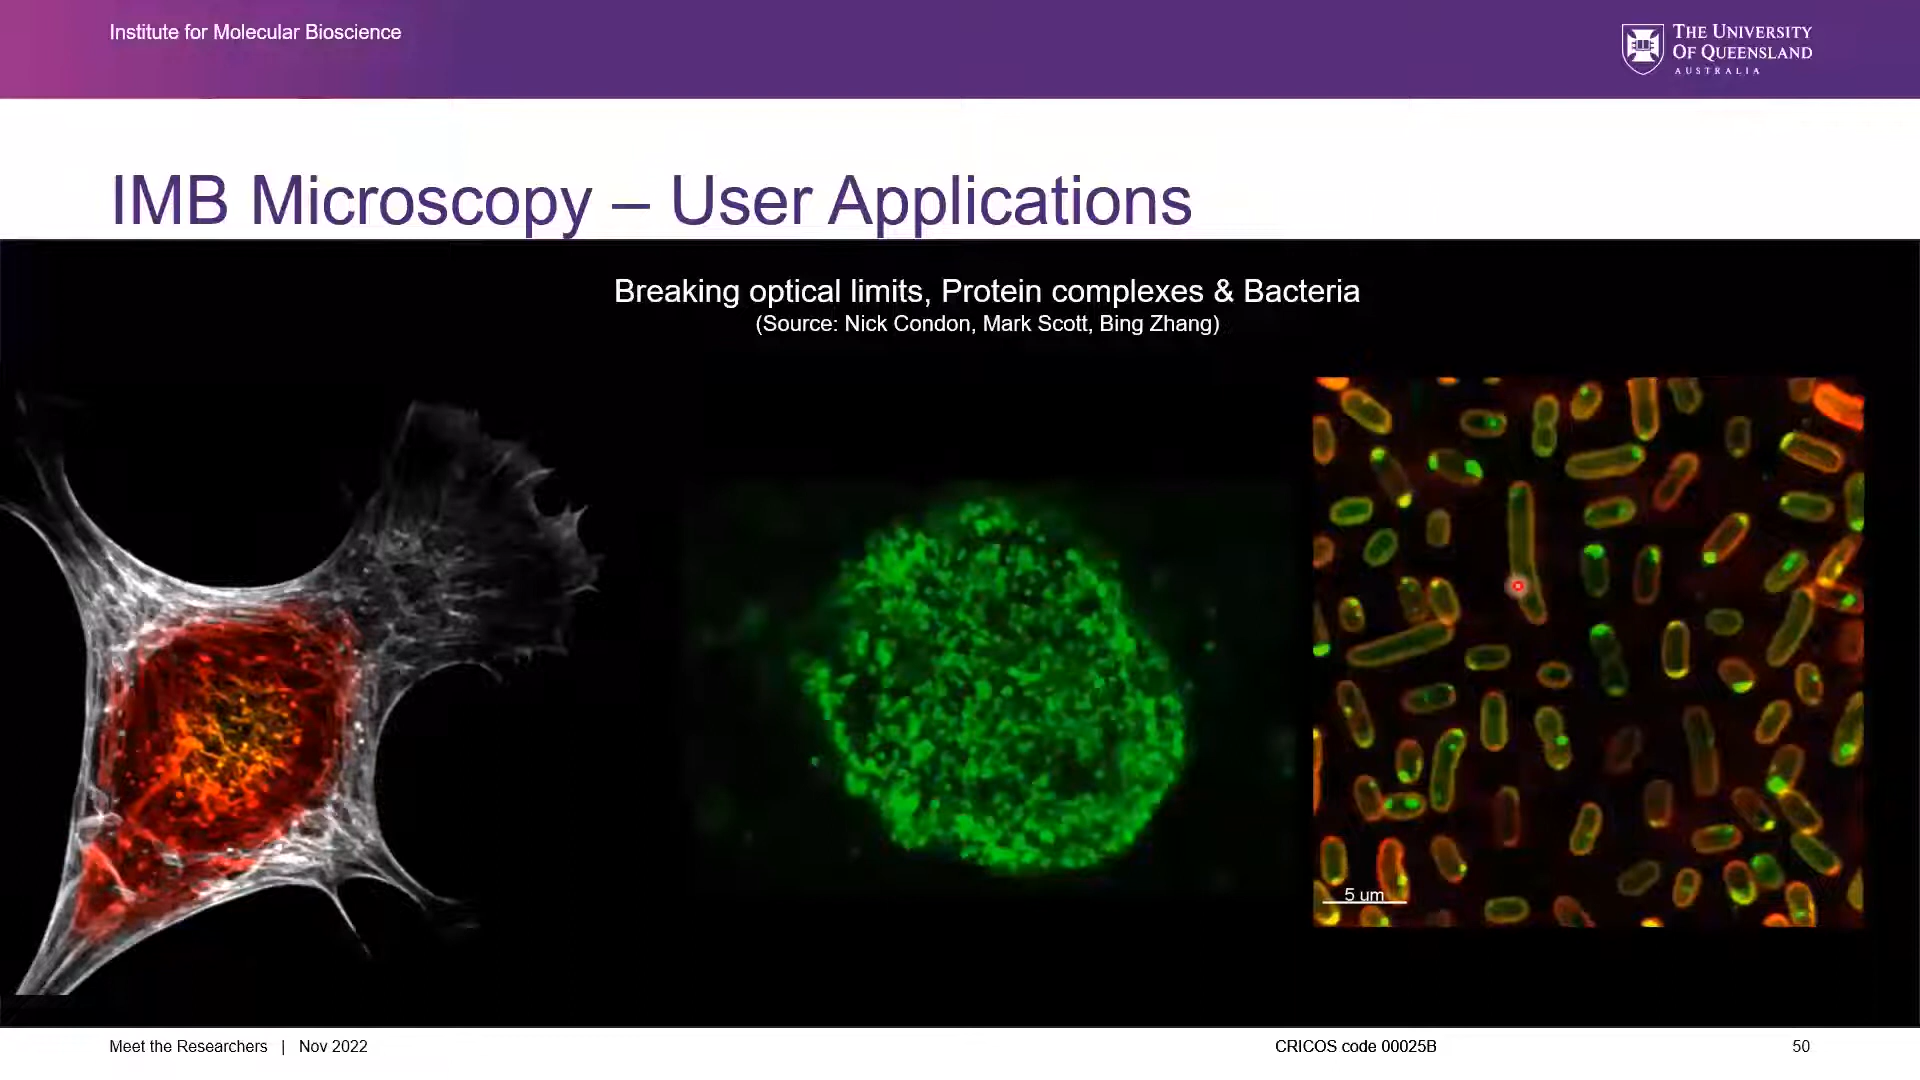 Institute for Molecular Bioscience
THE UNIVERSITY
OF QUEENSLAND
AUSTRALIA
IMB Microscopy – User Applications
Breaking optical limits, Protein complexes & Bacteria
(Source: Nick Condon, Mark Scott, Bing Zhang)
5 um
Meet the Researchers | Nov 2022
CRICOS code 00025B
50